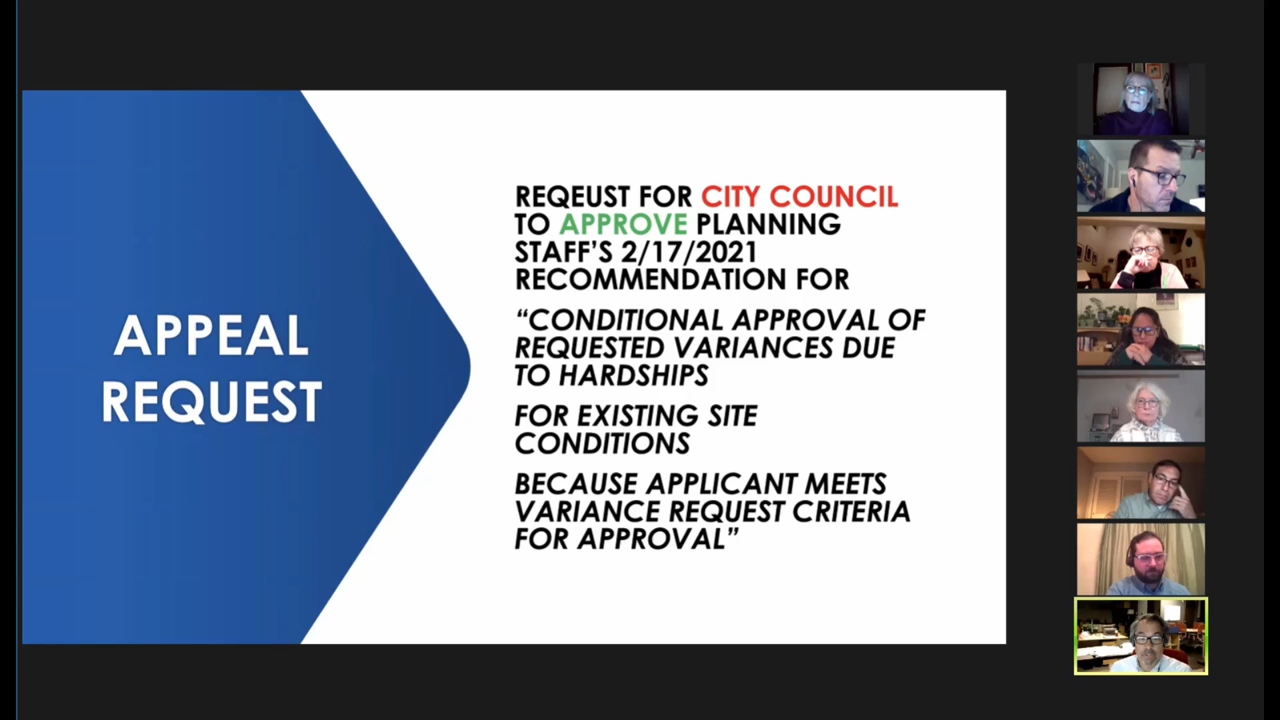 APPEAL
REQUEST
REQEUST FOR CITY COUNCIL
TO APPROVE PLANNING
STAFF'S 2/17/2021
RECOMMENDATION FOR
“CONDITIONAL APPROVAL OF
REQUESTED VARIANCES DUE
TO HARDSHIPS
FOR EXISTING SITE
CONDITIONS
BECAUSE APPLICANT MEETS
VARIANCE REQUEST CRITERIA
FOR APPROVAL”